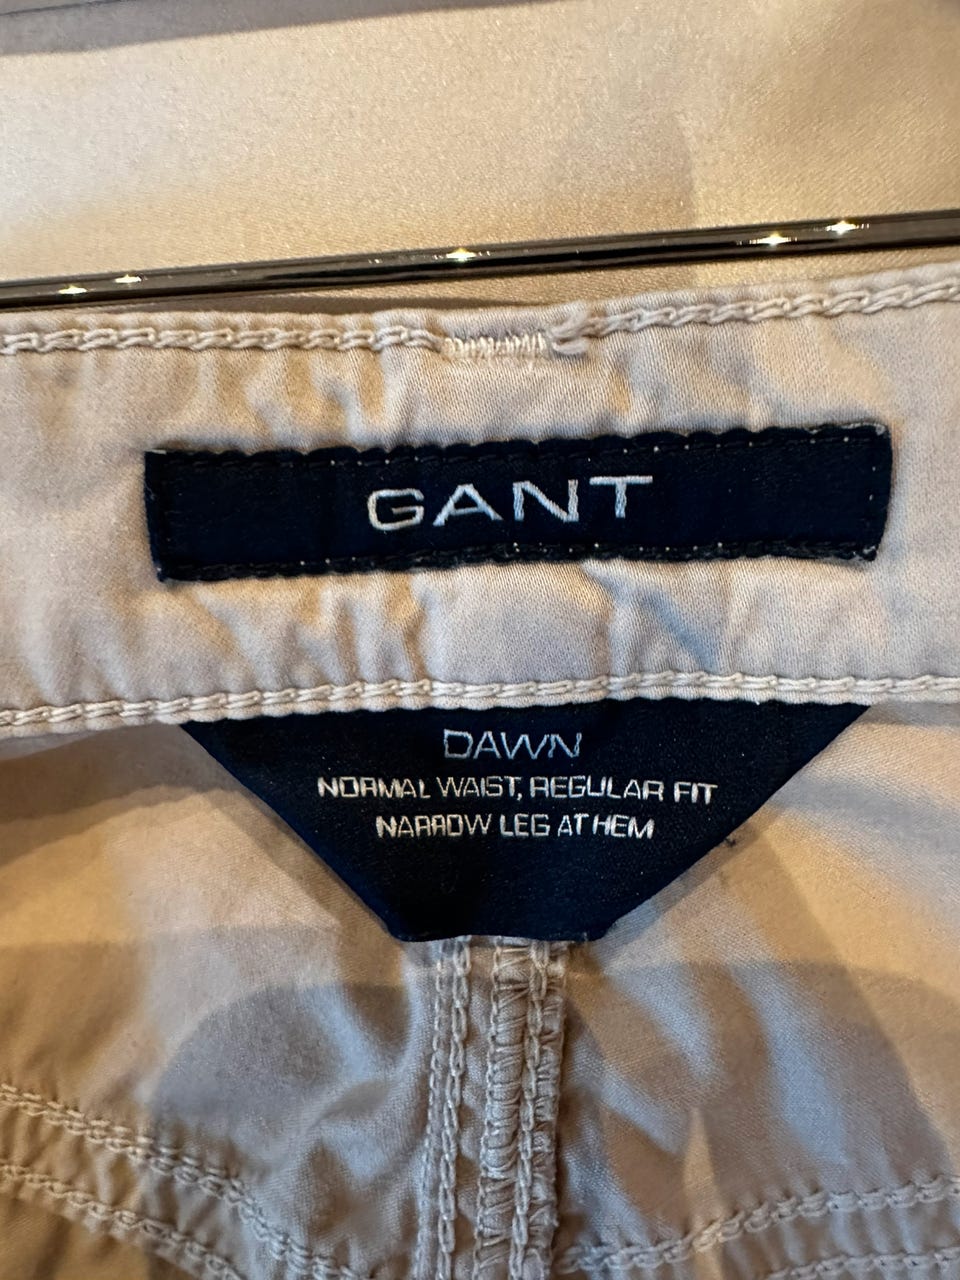 GANT
DAWN
NORMAL WAIST, REGULAR FIT
NARROW LEG AT HEM